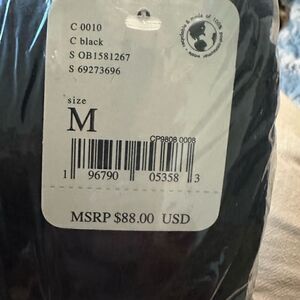 C 0010
C black
S OB1581267
S 69273696
size
M
CP9808 0008
1 96790 05358 3
MSRP $88.00 USD